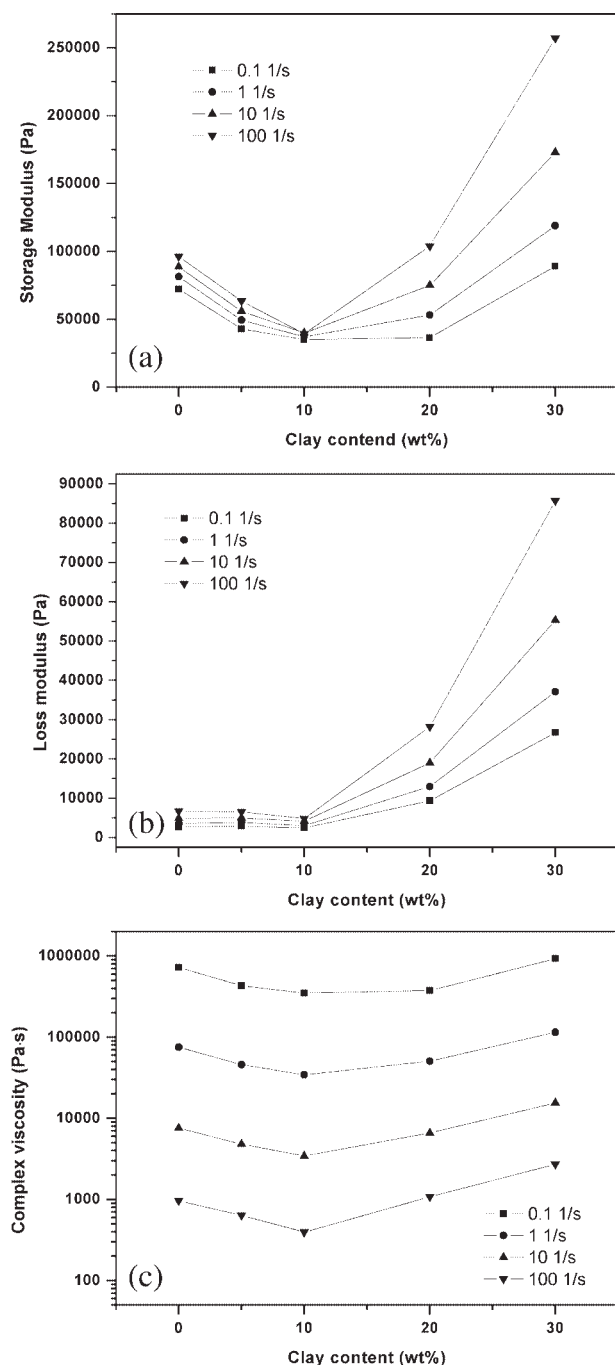 250000
200000
150000
100000
50000
0
Storage Modulus (Pa)
0.1 1/s
1 1/s
10 1/s
100 1/s
(a)
0 10 20 30
Clay contend (wt%)
90000
80000
70000
60000
50000
40000
30000
20000
10000
0
Loss modulus (Pa)
0.1 1/s
1 1/s
10 1/s
100 1/s
(b)
0 10 20 30
Clay content (wt%)
1000000
100000
10000
1000
100
Complex viscosity (Pa·s)
0.1 1/s
1 1/s
10 1/s
100 1/s
(c)
0 10 20 30
Clay content (wt%)